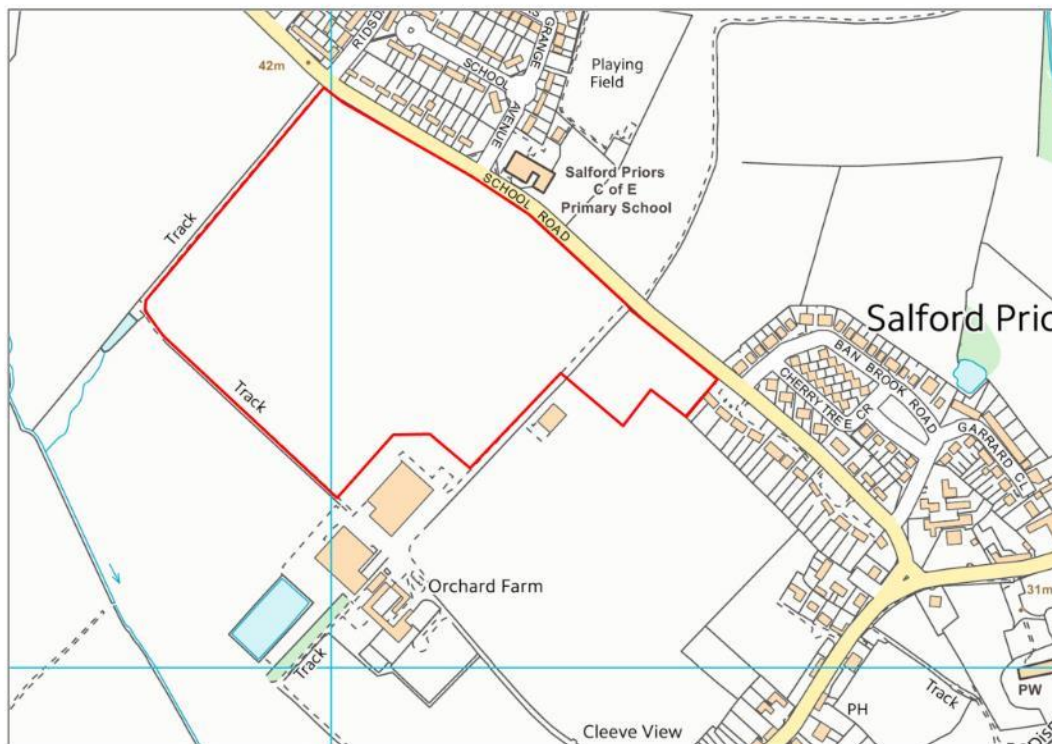 RIDSD
GRANGE
SCHOOL
AVENUE
42m
Playing
Field
Salford Priors
C of E
Primary School
SCHOOL ROAD
Track
Salford Prio
BAN BROOK ROAD
CHERRY TREE CR
GARRARD CL
Track
Orchard Farm
31m
Track
Track
PW
PH
Cleeve View